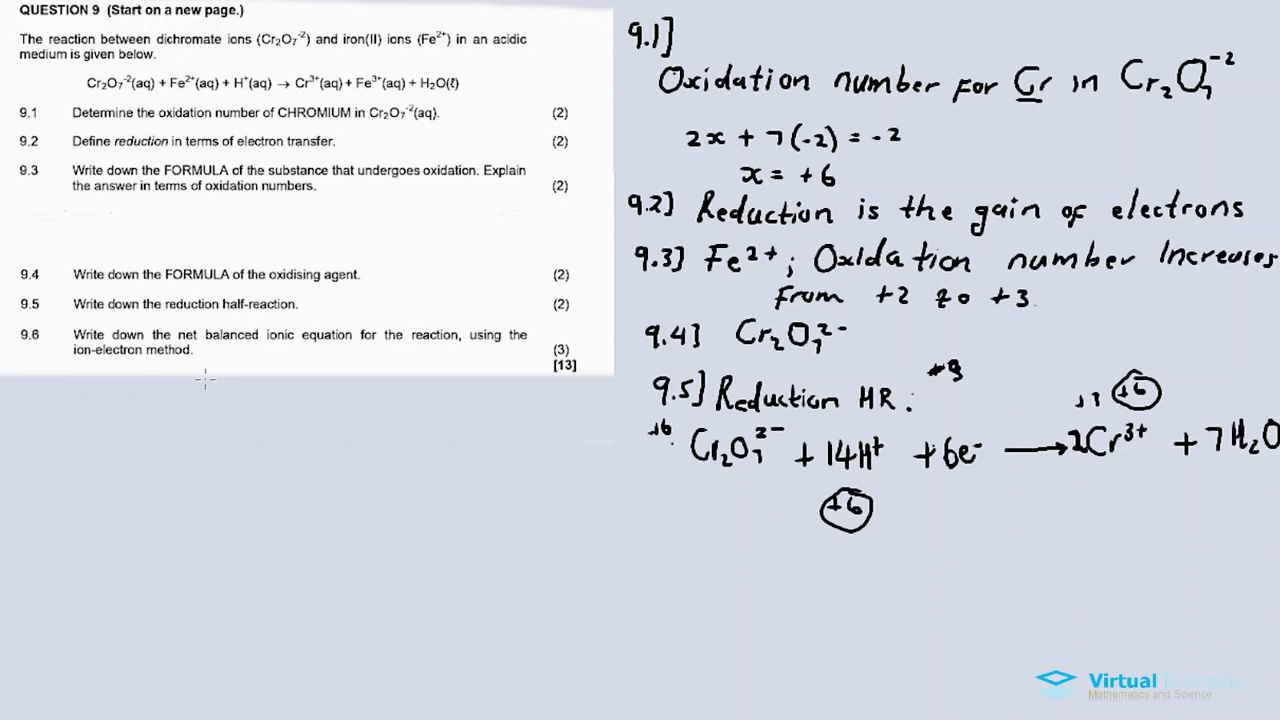 QUESTION 9 (Start on a new page.)
The reaction between dichromate ions (Cr₂O₇⁻²) and iron(II) ions (Fe²⁺) in an acidic
medium is given below.
Cr₂O₇⁻²(aq) + Fe²⁺(aq) + H⁺(aq) → Cr³⁺(aq) + Fe³⁺(aq) + H₂O(ℓ)
9.1 Determine the oxidation number of CHROMIUM in Cr₂O₇⁻²(aq). (2)
9.2 Define reduction in terms of electron transfer. (2)
9.3 Write down the FORMULA of the substance that undergoes oxidation. Explain
the answer in terms of oxidation numbers. (2)
9.4 Write down the FORMULA of the oxidising agent. (2)
9.5 Write down the reduction half-reaction. (2)
9.6 Write down the net balanced ionic equation for the reaction, using the
ion-electron method. (3)
[13]
9.1]
Oxidation number for Cr in Cr₂O₇⁻²
2x + 7(-2) = -2
x = +6
9.2] Reduction is the gain of electrons
9.3] Fe²⁺; Oxidation number Increases
From +2 to +3
9.4] Cr₂O₇²⁻
9.5] Reduction HR:
+3 +6
+6
Cr₂O₇²⁻ + 14H⁺ + 6e⁻ → 2Cr³⁺ + 7H₂O
+6
Virtual
Mathematics and Science